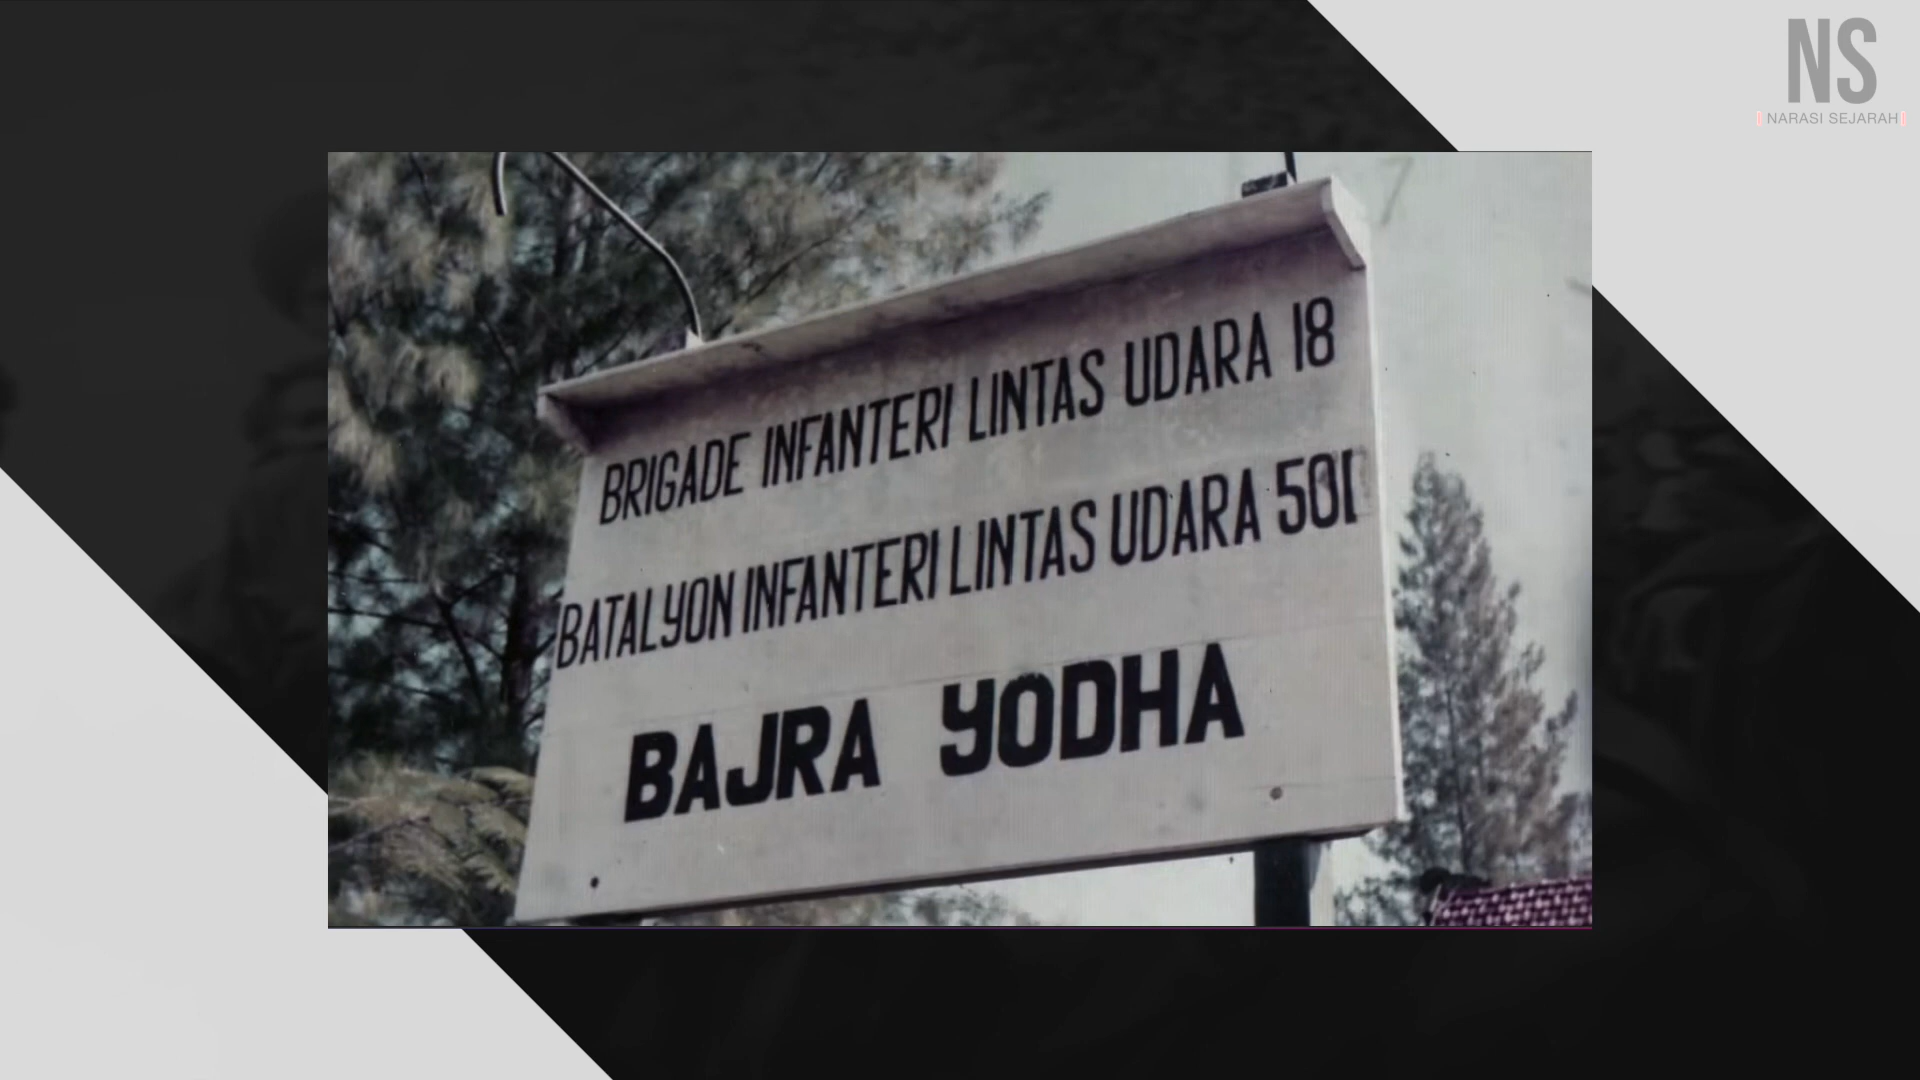 NS
NARASI SEJARAH
BRIGADE INFANTERI LINTAS UDARA 18
BATALYON INFANTERI LINTAS UDARA 501
BAJRA YODHA